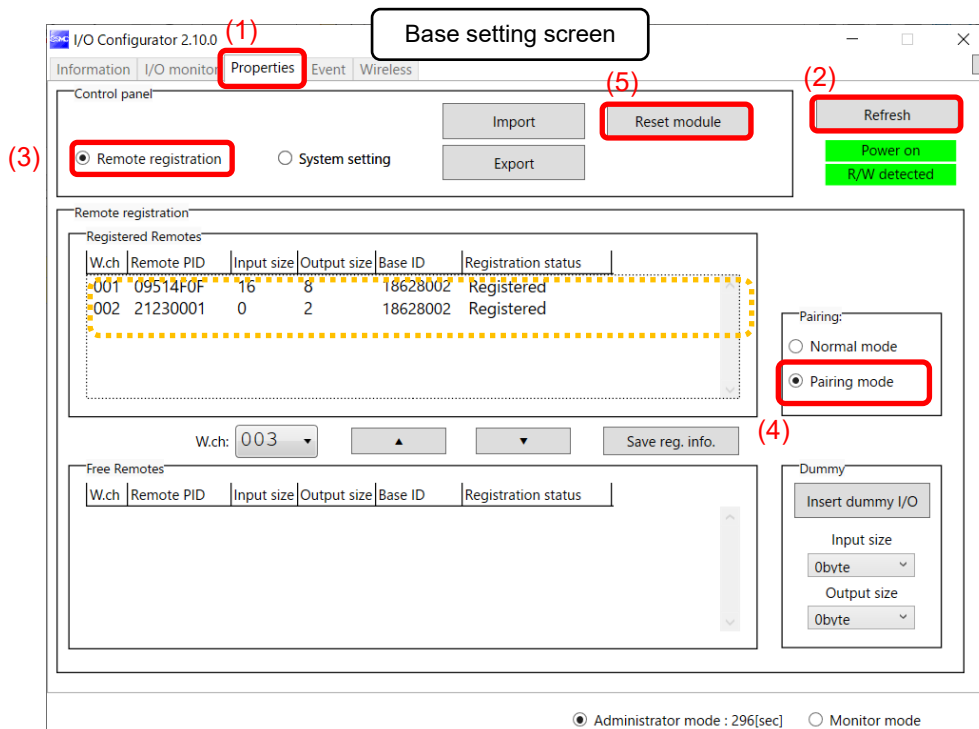 Base setting screen
(1)
SMC I/O Configurator 2.10.0
Information I/O monitor Properties Event Wireless
(5)
(2)
Control panel
Import Reset module Refresh
(3)
Remote registration System setting Export
Power on
R/W detected
Remote registration
Registered Remotes
W.ch Remote PID Input size Output size Base ID Registration status
001 09514F0F 16 8 18628002 Registered
002 21230001 0 2 18628002 Registered
Pairing:
Normal mode
Pairing mode
(4)
W.ch: 003 ▲ ▼ Save reg. info.
Free Remotes
W.ch Remote PID Input size Output size Base ID Registration status
Dummy
Insert dummy I/O
Input size
0byte
Output size
0byte
Administrator mode : 296[sec] Monitor mode